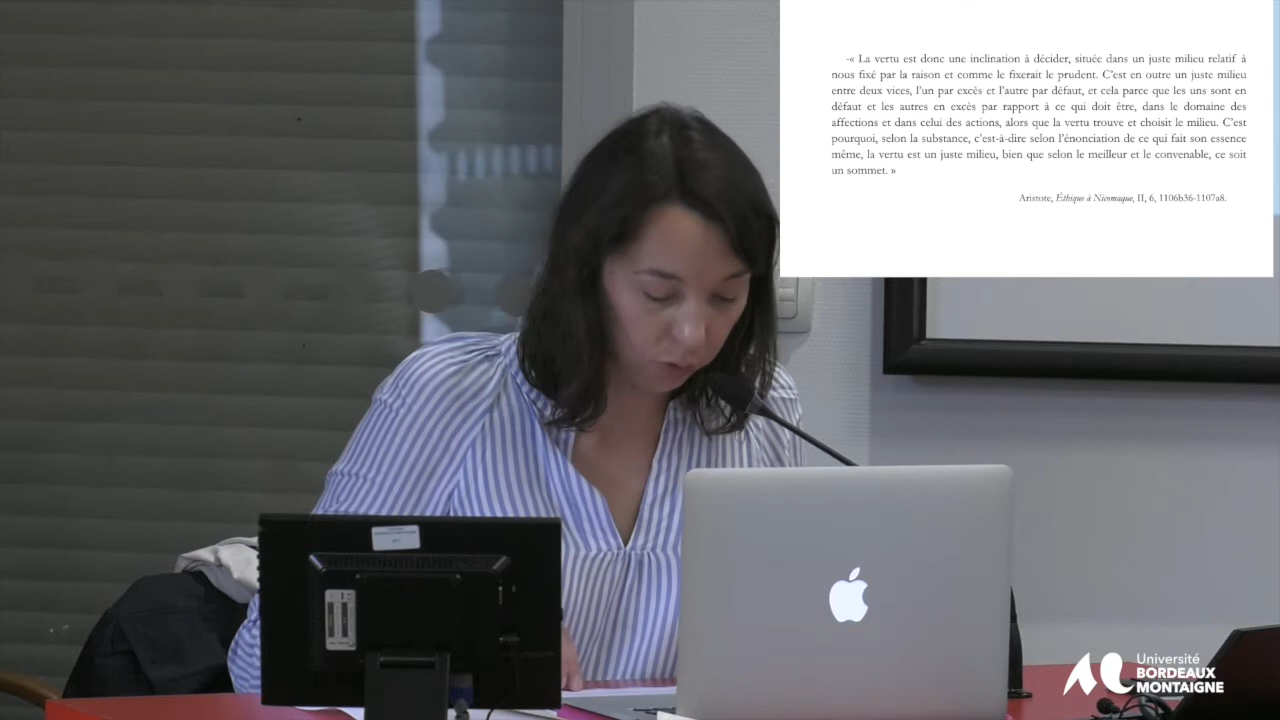 -« La vertu est donc une inclination à décider, située dans un juste milieu relatif à
nous fixé par la raison et comme le fixerait le prudent. C'est en outre un juste milieu
entre deux vices, l'un par excès et l'autre par défaut, et cela parce que les uns sont en
défaut et les autres en excès par rapport à ce qui doit être, dans le domaine des
affections et dans celui des actions, alors que la vertu trouve et choisit le milieu. C'est
pourquoi, selon la substance, c'est-à-dire selon l'énonciation de ce qui fait son essence
même, la vertu est un juste milieu, bien que selon le meilleur et le convenable, ce soit
un sommet. »
Aristote, Éthique à Nicomaque, II, 6, 1106b36-1107a8.
Université
BORDEAUX
MONTAIGNE